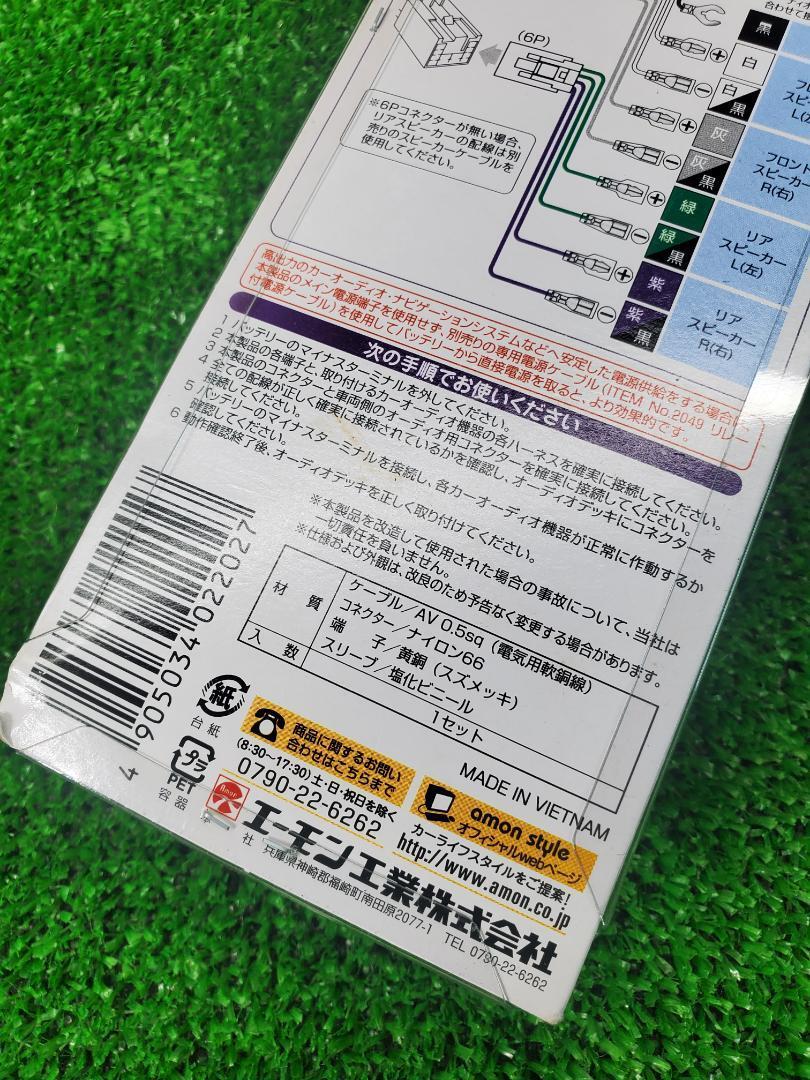 合わせて接
黒
白
白
黒
灰
灰
黒
緑
緑
黒
紫
紫
黒
スピーカー
L(左
フロント
スピーカー
R(右)
リア
スピーカー
L(左)
リア
スピーカー
R(右)
(6P)
※6Pコネクターが無い場合、
リアスピーカーの配線は別
売りのスピーカーケーブルを
使用してください。
高出力のカーオーディオ・ナビゲーションシステムなどへ安定した電源供給をする場合は、
本製品のメイン電源端子を使用せず、別売りの専用電源ケーブル(ITEM No.2049 リレー
付電源ケーブル)を使用してバッテリーから直接電源を取ると、より効果的です。
次の手順でお使いください
1 バッテリーのマイナスターミナルを外してください。
2 本製品の各端子と、取り付けるカーオーディオ機器の各ハーネスを確実に接続してください。
3 本製品のコネクターと車両側のオーディオ用コネクターを確実に接続してください。
4 全ての配線が正しく確実に接続されているかを確認し、オーディオデッキにコネクターを
接続してください。
5 バッテリーのマイナスターミナルを接続し、各カーオーディオ機器が正常に作動するか
確認してください。
6 動作確認終了後、オーディオデッキを正しく取り付けてください。
※本製品を改造して使用された場合の事故について、当社は
一切責任を負いません。
※仕様および外観は、改良のため予告なく変更する場合があります。
材質
ケーブル/AV 0.5sq (電気用軟銅線)
コネクター/ナイロン66
端 子/黄銅(スズメッキ)
スリーブ/塩化ビニール
入数
1セット
MADE IN VIETNAM
4 905034 022027
紙
台紙
プラ
PET
容器
商品に関するお問い
合わせはこちらまで
(8:30~17:30)土・日・祝日を除く
0790-22-6262
amon style
オフィシャルwebページ
カーライフスタイルをご提案!
http://www.amon.co.jp
Amon
エーモン工業株式会社
社 兵庫県神崎郡福崎町南田原2077-1 TEL 0790-22-6262